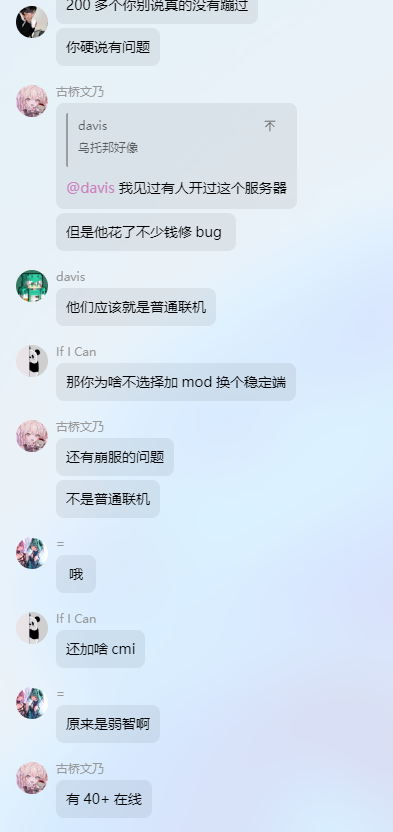 200 多个你别说真的没有蹦过
你硬说有问题
古桥文乃
davis
乌托邦好像
@davis 我见过有人开过这个服务器
但是他花了不少钱修 bug
davis
他们应该就是普通联机
If I Can
那你为啥不选择加 mod 换个稳定端
古桥文乃
还有崩服的问题
不是普通联机
=
哦
If I Can
还加啥 cmi
=
原来是弱智啊
古桥文乃
有 40+ 在线